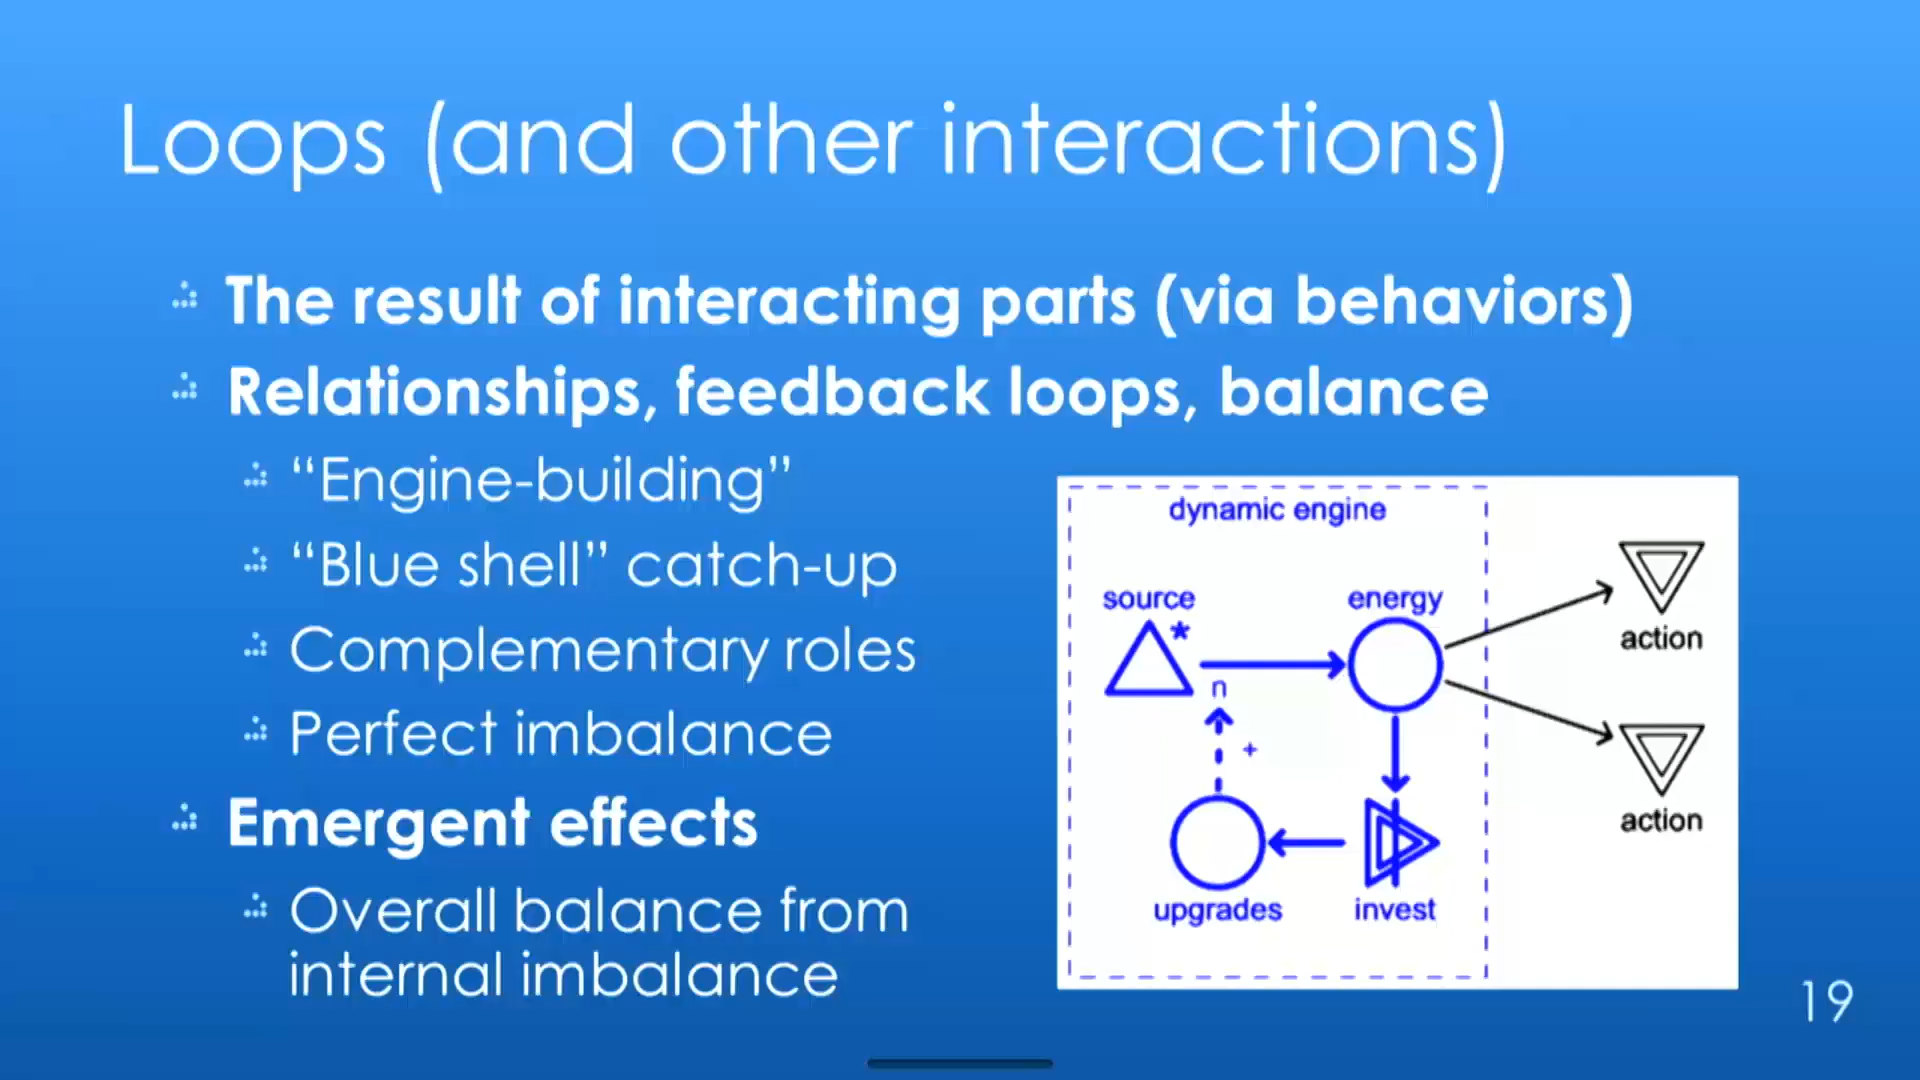 Loops (and other interactions)
The result of interacting parts (via behaviors)
Relationships, feedback loops, balance
“Engine-building”
“Blue shell” catch-up
Complementary roles
Perfect imbalance
Emergent effects
Overall balance from
internal imbalance
dynamic engine
source
energy
*
n
+
upgrades
invest
action
action
19